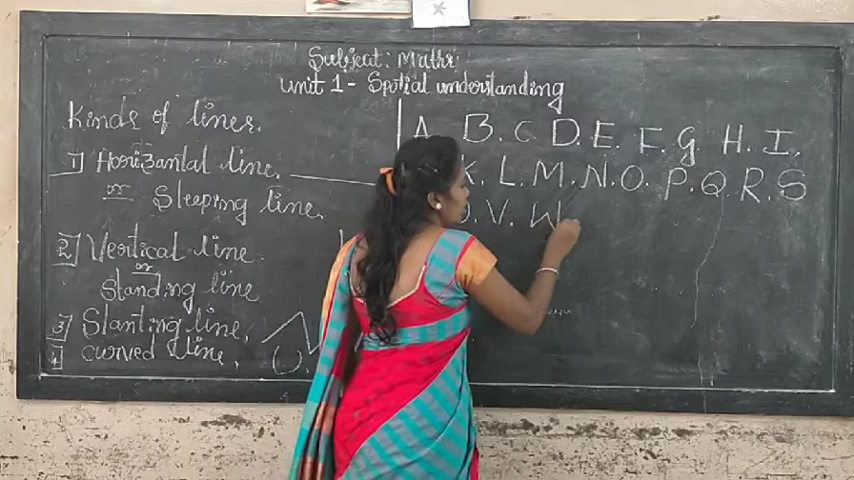 Subject: Maths
Unit 1 - Spatial understanding
Kinds of lines.
1] Horizantal line.
or
Sleeping line.
2] Vertical line.
or
Standing line
3] Slanting line.
4] curved line.
A B C D E F G H I
K. L M. N. O. P. Q R. S
V. W